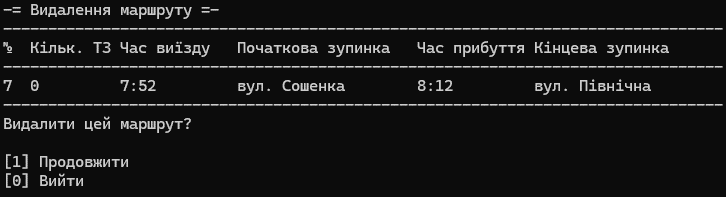 -= Видалення маршруту =-
--------------------------------------------------------------------------------
№ Кільк. ТЗ Час виїзду Початкова зупинка Час прибуття Кінцева зупинка
--------------------------------------------------------------------------------
7 0 7:52 вул. Сошенка 8:12 вул. Північна
--------------------------------------------------------------------------------
Видалити цей маршрут?
[1] Продовжити
[0] Вийти